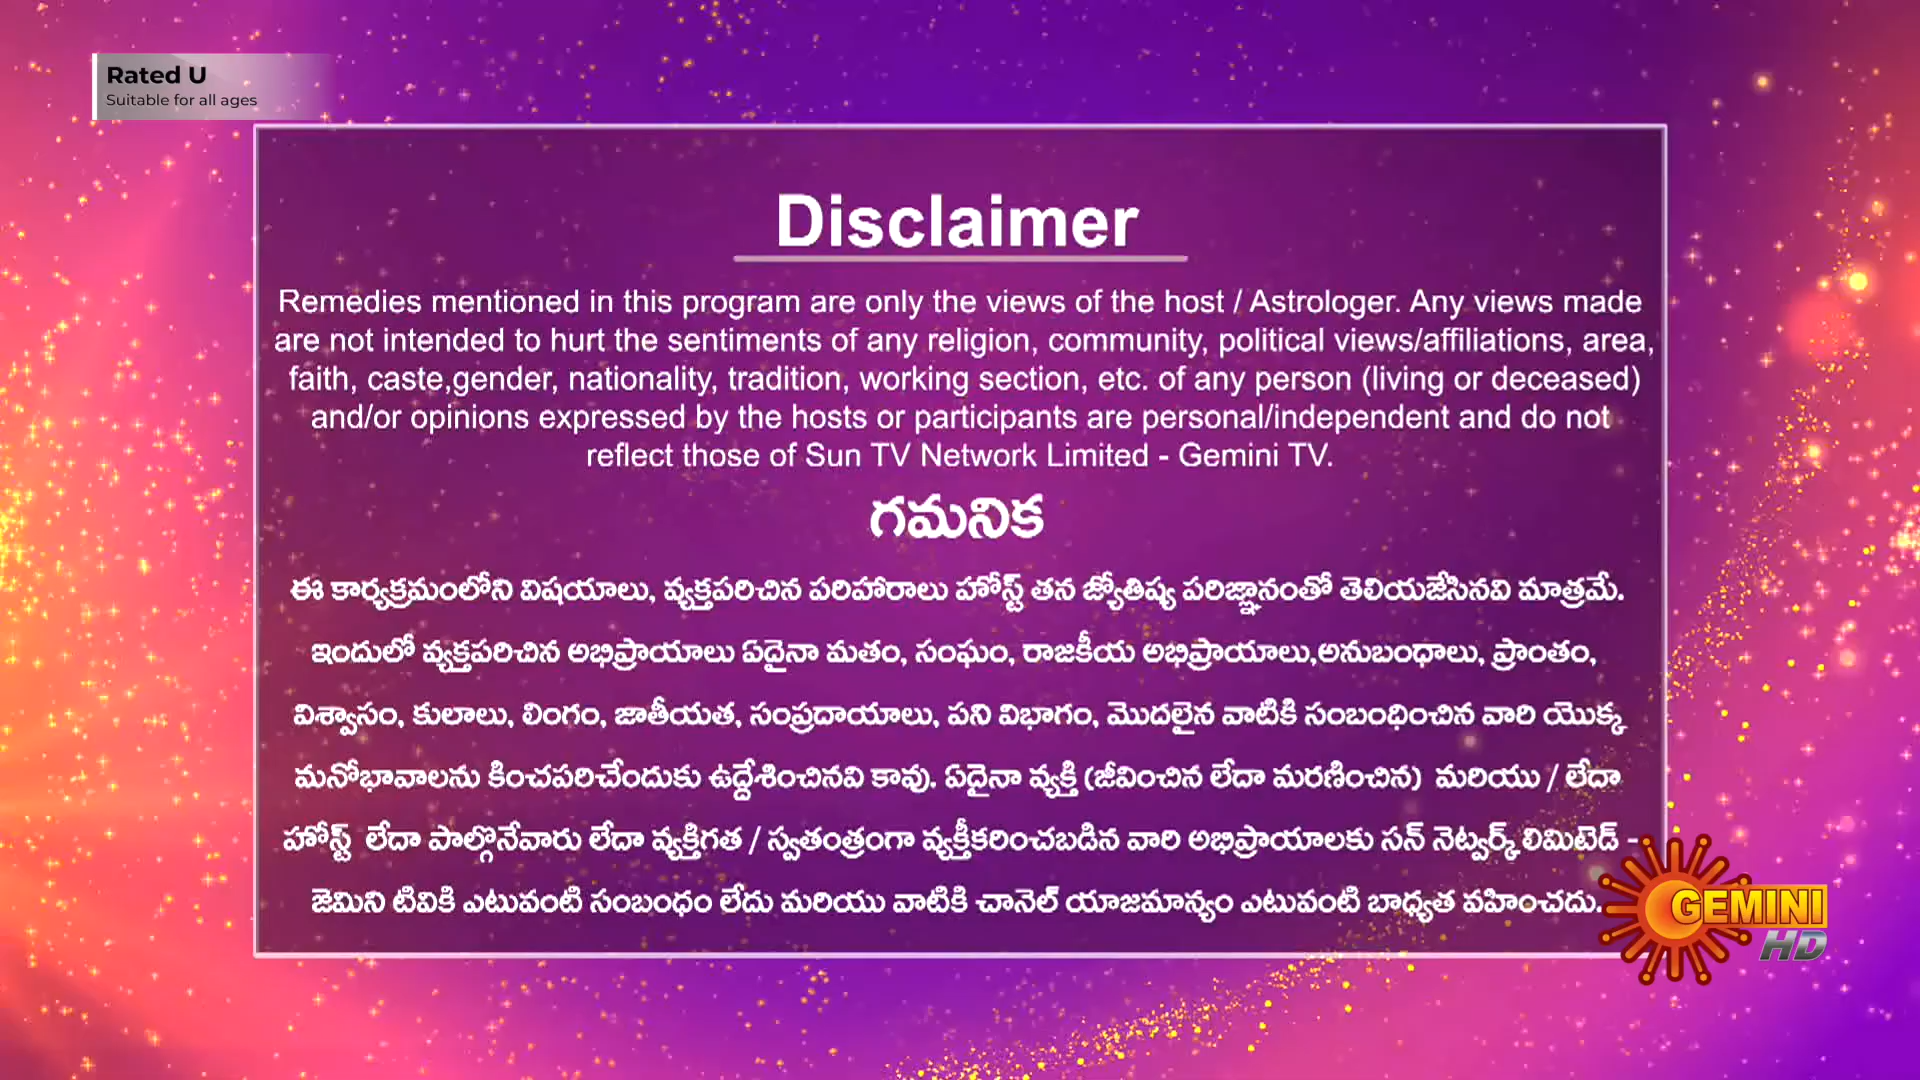 Rated U
Suitable for all ages
Disclaimer
Remedies mentioned in this program are only the views of the host / Astrologer. Any views made
are not intended to hurt the sentiments of any religion, community, political views/affiliations, area,
faith, caste,gender, nationality, tradition, working section, etc. of any person (living or deceased)
and/or opinions expressed by the hosts or participants are personal/independent and do not
reflect those of Sun TV Network Limited - Gemini TV.
గమనిక
ఈ కార్యక్రమంలోని విషయాలు, వ్యక్తపరిచిన పరిహారాలు హోస్ట్ తన జ్యోతిష్య పరిజ్ఞానంతో తెలియజేసినవి మాత్రమే.
ఇందులో వ్యక్తపరిచిన అభిప్రాయాలు ఏదైనా మతం, సంఘం, రాజకీయ అభిప్రాయాలు,అనుబంధాలు, ప్రాంతం,
విశ్వాసం, కులాలు, లింగం, జాతీయత, సంప్రదాయాలు, పని విభాగం, మొదలైన వాటికి సంబంధించిన వారి యొక్క
మనోభావాలను కించపరిచేందుకు ఉద్దేశించినవి కావు. ఏదైనా వ్యక్తి (జీవించిన లేదా మరణించిన) మరియు / లేదా
హోస్ట్ లేదా పాల్గొనేవారు లేదా వ్యక్తిగత / స్వతంత్రంగా వ్యక్తీకరించబడిన వారి అభిప్రాయాలకు సన్ నెట్వర్క్ లిమిటెడ్ -
జెమిని టివికి ఎటువంటి సంబంధం లేదు మరియు వాటికి చానెల్ యాజమాన్యం ఎటువంటి బాధ్యత వహించదు.
GEMINI
HD